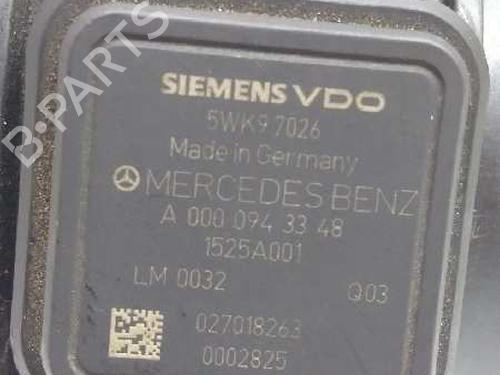 B-PARTS
SIEMENS VDO
5WK9 7026
Made in Germany
MERCEDES BENZ
A 000 094 33 48
1525A001
LM 0032 Q03
027018263
0002825